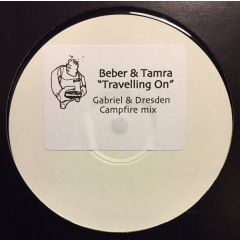 Beber & Tamra
"Travelling On"
Gabriel & Dresden
Campfire mix